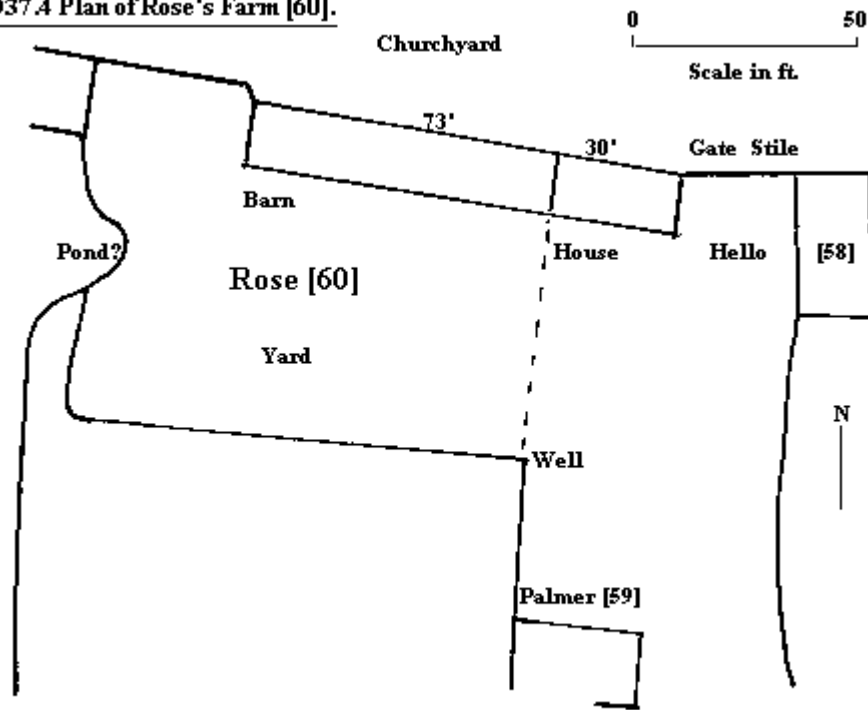 937.4 Plan of Rose's Farm [60].
0 50
Churchyard
Scale in ft.
73'
30'
Gate Stile
Barn
Pond?
House
Hello
[58]
Rose [60]
Yard
N
Well
Palmer [59]